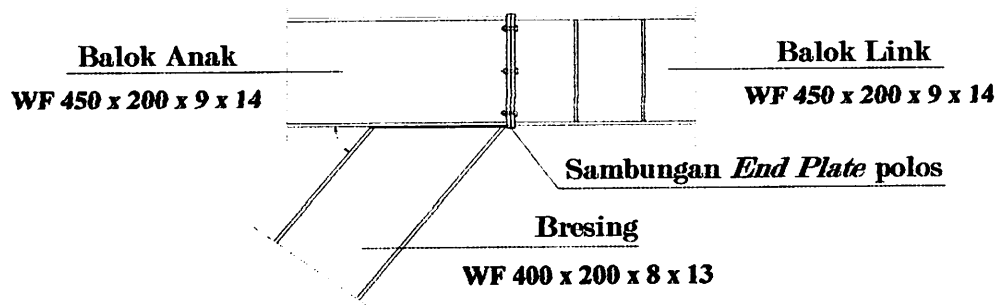 Balok Anak
WF 450 x 200 x 9 x 14
Balok Link
WF 450 x 200 x 9 x 14
Sambungan End Plate polos
Bresing
WF 400 x 200 x 8 x 13